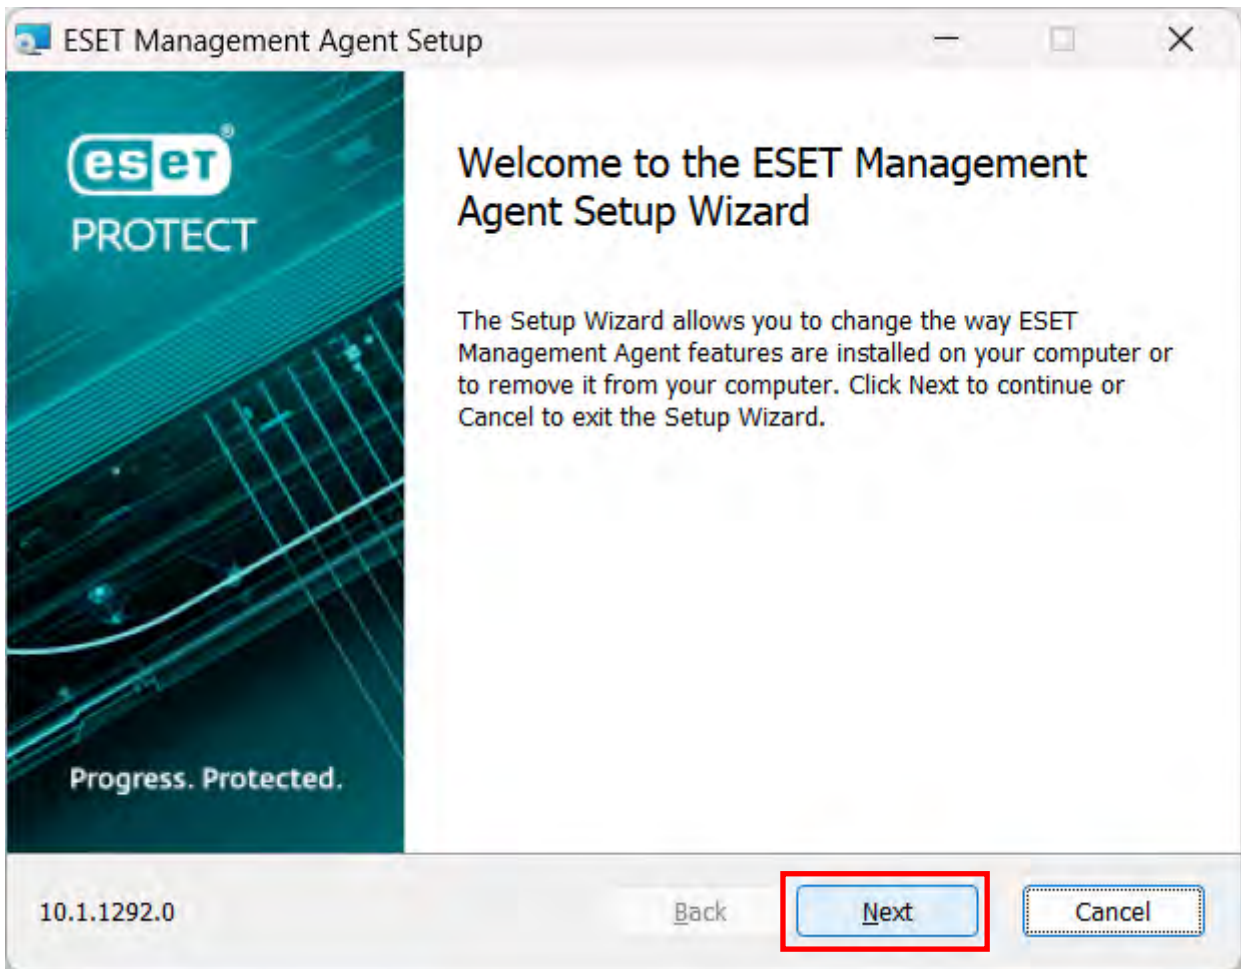 ESET Management Agent Setup
eseT®
PROTECT
Welcome to the ESET Management
Agent Setup Wizard
The Setup Wizard allows you to change the way ESET
Management Agent features are installed on your computer or
to remove it from your computer. Click Next to continue or
Cancel to exit the Setup Wizard.
Progress. Protected.
10.1.1292.0
Back
Next
Cancel